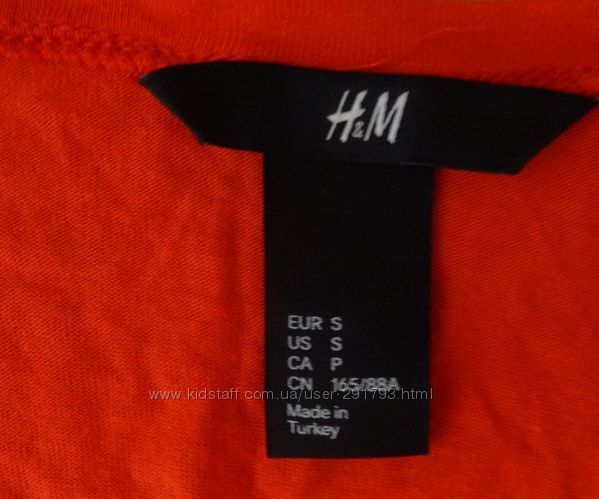 H&M
EUR S
US S
CA P
CN 165/88A
www.kidstaff.com.ua/user-291793.html
Made in
Turkey